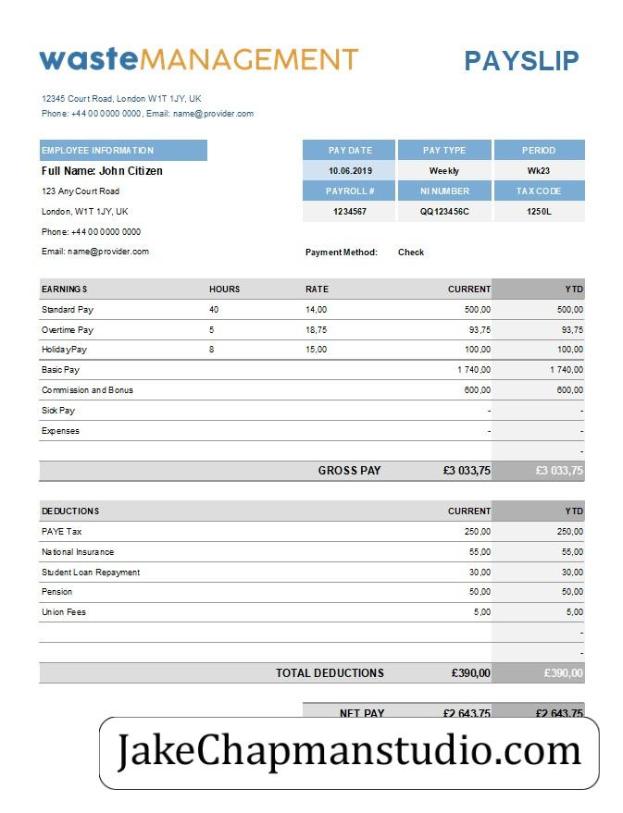 wasteMANAGEMENT PAYSLIP
12345 Court Road, London W1T 1JY, UK
Phone: +44 00 0000 0000, Email: name@provider.com
EMPLOYEE INFORMATION PAY DATE PAY TYPE PERIOD
Full Name: John Citizen 10.06.2019 Weekly Wk23
123 Any Court Road PAYROLL # NI NUMBER TAX CODE
London, W1T 1JY, UK 1234567 QQ123456C 1250L
Phone: +44 00 0000 0000
Email: name@provider.com Payment Method: Check
EARNINGS HOURS RATE CURRENT YTD
Standard Pay 40 14,00 500,00 500,00
Overtime Pay 5 18,75 93,75 93,75
Holiday Pay 8 15,00 100,00 100,00
Basic Pay 1 740,00 1 740,00
Commission and Bonus 600,00 600,00
Sick Pay - -
Expenses - -
-
GROSS PAY £3 033,75 £3 033,75
DEDUCTIONS CURRENT YTD
PAYE Tax 250,00 250,00
National Insurance 55,00 55,00
Student Loan Repayment 30,00 30,00
Pension 50,00 50,00
Union Fees 5,00 5,00
-
-
TOTAL DEDUCTIONS £390,00 £390,00
NET PAY £2 643,75 £2 643,75
JakeChapmanstudio.com